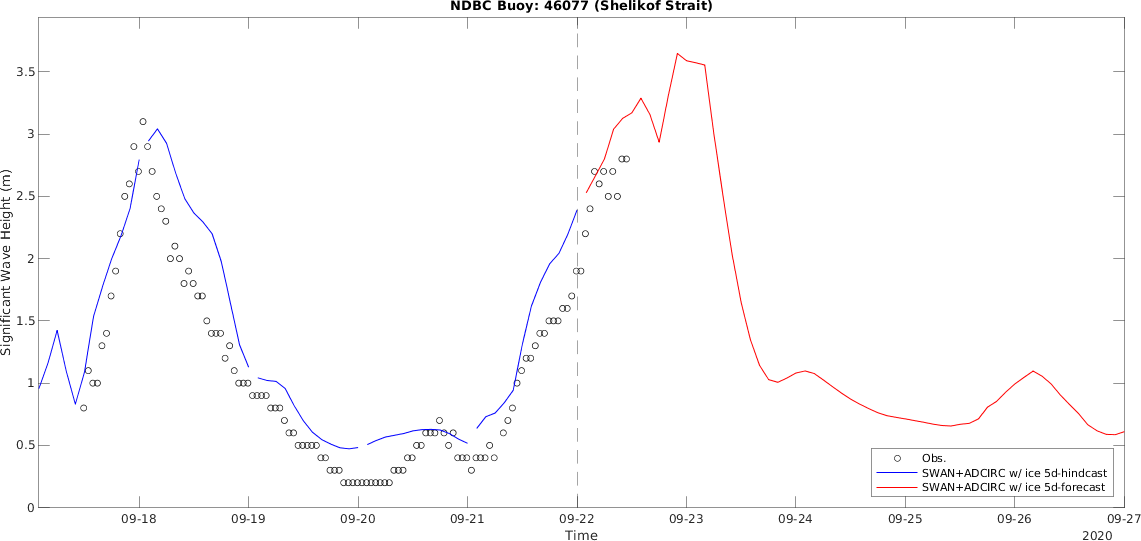 NDBC Buoy: 46077 (Shelikof Strait)
Significant Wave Height (m)
3.5
3
2.5
2
1.5
1
0.5
0
Obs.
SWAN+ADCIRC w/ ice 5d-hindcast
SWAN+ADCIRC w/ ice 5d-forecast
09-18 09-19 09-20 09-21 09-22 09-23 09-24 09-25 09-26 09-27
Time
2020